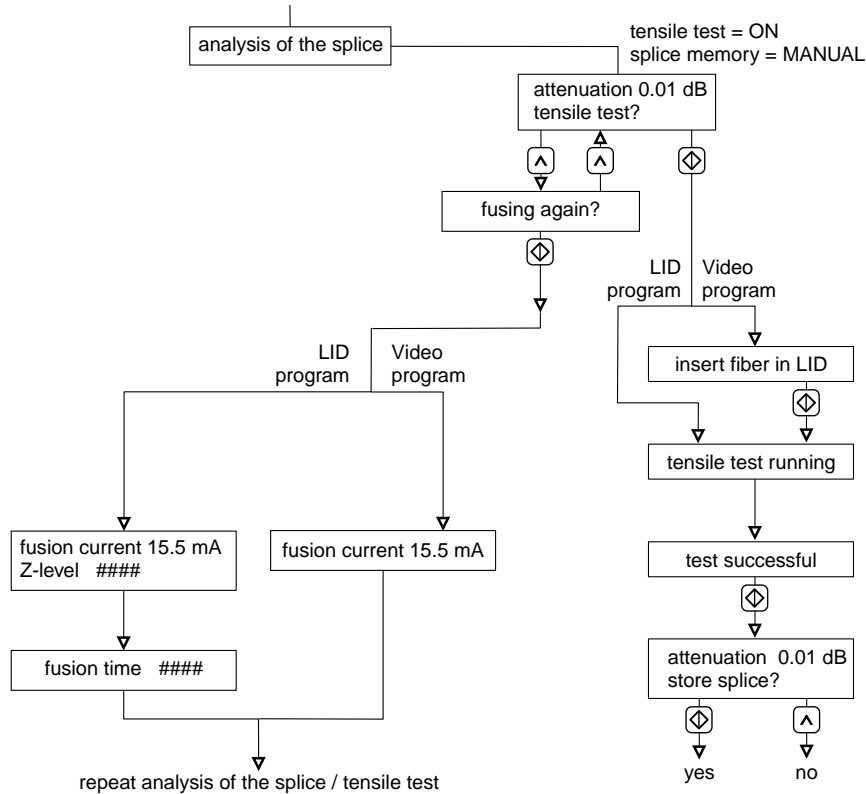 analysis of the splice
tensile test = ON
splice memory = MANUAL
attenuation 0.01 dB
tensile test?
fusing again?
LID
program
Video
program
insert fiber in LID
tensile test running
test successful
attenuation  0.01 dB
store splice?
yes
no
LID
program
Video
program
fusion current 15.5 mA
Z-level   ####
fusion current 15.5 mA
fusion time   ####
repeat analysis of the splice / tensile test